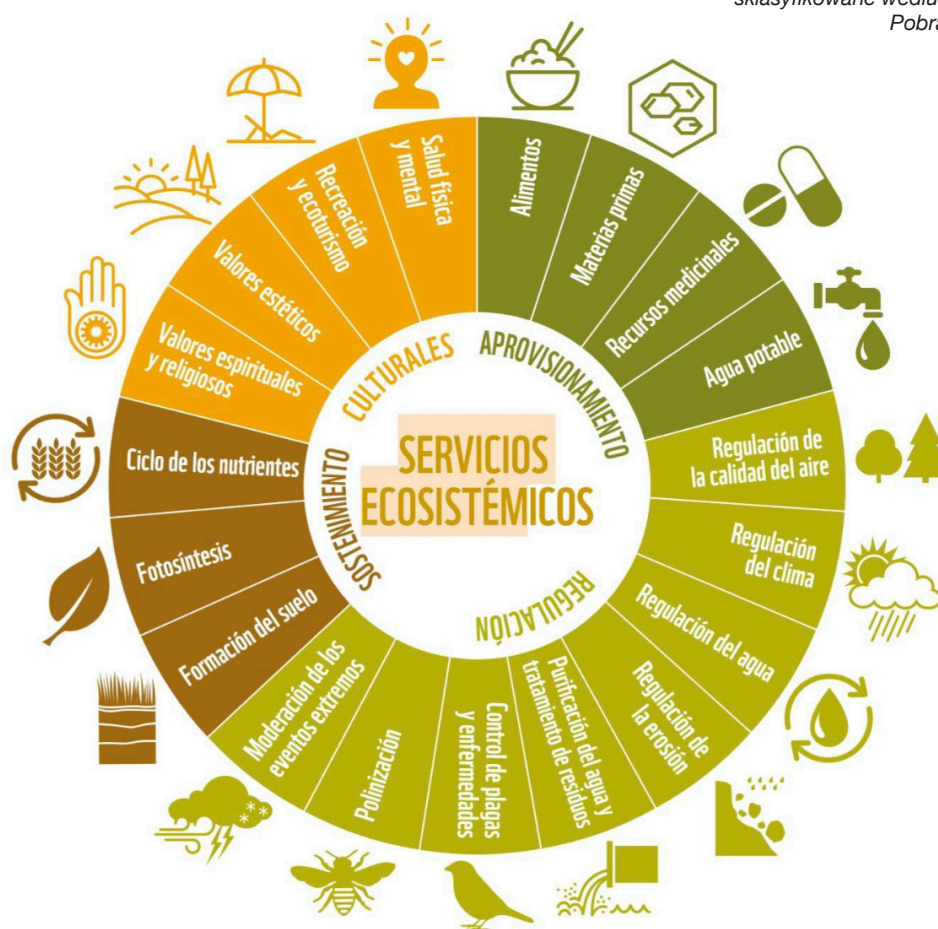 sklasyfikowane według
Pobra
Salud física
y mental
Alimentos
Materias primas
Recursos medicinales
Agua potable
Regulación de
la calidad del aire
Regulación
del clima
Regulación del agua
Regulación de
la erosión
Purificación del agua y
tratamiento de residuos
Control de plagas
y enfermedades
Polinización
Moderación de los
eventos extremos
Formación del suelo
Fotosíntesis
Ciclo de los nutrientes
Valores espirituales
y religiosos
Valores estéticos
Recreación
y ecoturismo
CULTURALES
APROVISIONAMIENTO
REGULACIÓN
SOSTENIMIENTO
SERVICIOS
ECOSISTÉMICOS